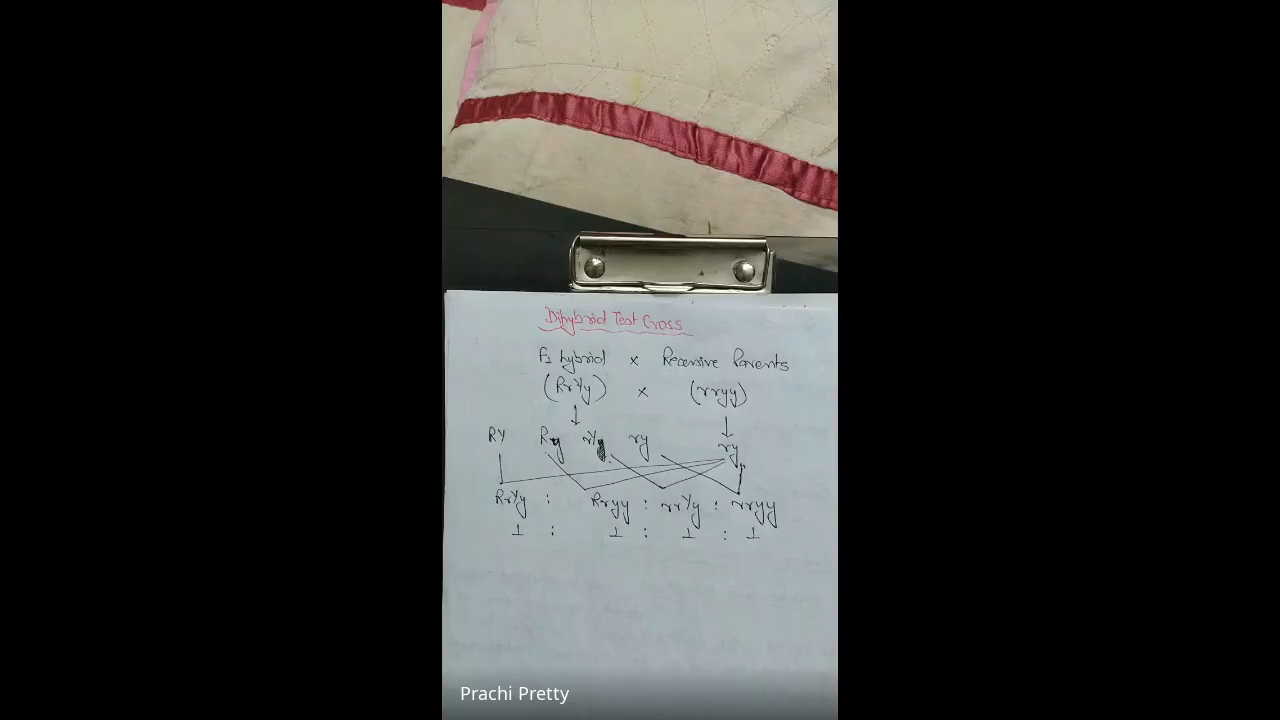 Dihybrid Test Cross
F1 hybrid x Recessive Parents
(RrYy) x (rryy)
RY Ry rY ry ry
RrYy : Rryy : rrYy : rryy
1 : 1 : 1 : 1
Prachi Pretty